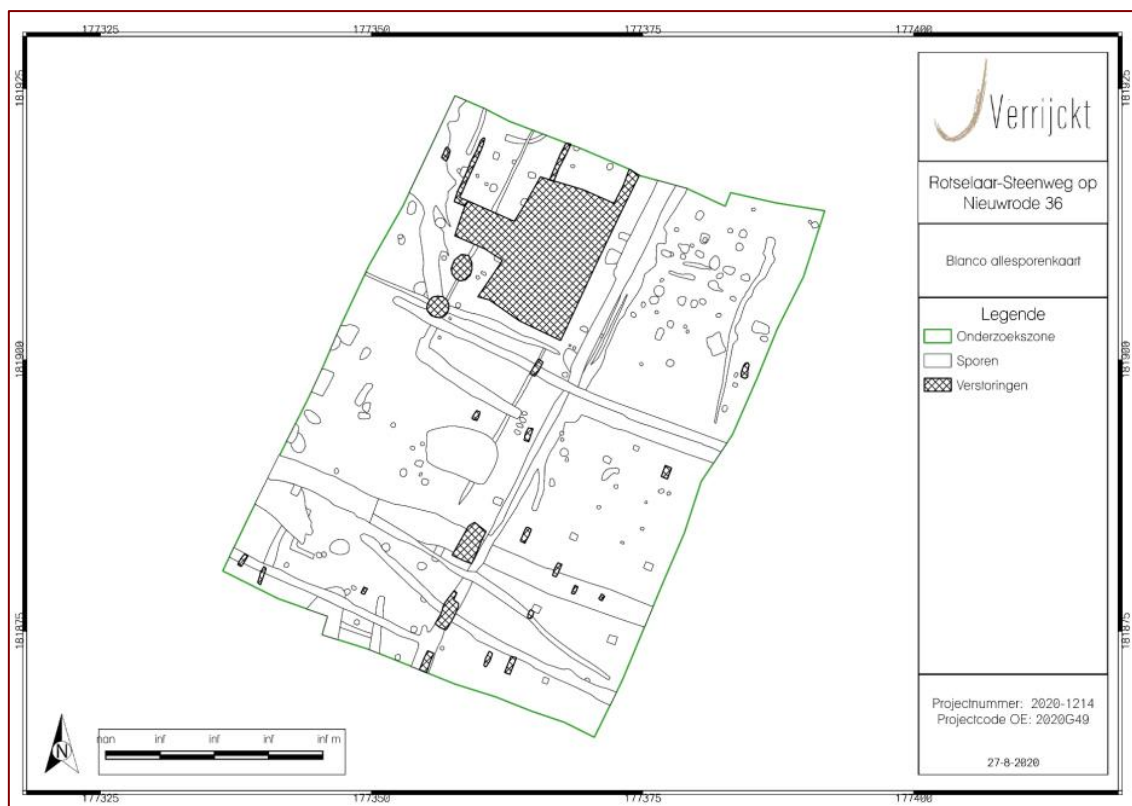 177325 177350 177375 177400
181925
181900
181875
181925
181900
181875
Verrijckt
Rotselaar-Steenweg op
Nieuwrode 36
Blanco allesporenkaart
Legende
Onderzoekszone
Sporen
Verstoringen
Projectnummer: 2020-1214
Projectcode OE: 2020G49
27-8-2020
N
nan inf inf inf inf m
177325 177350 177375 177400